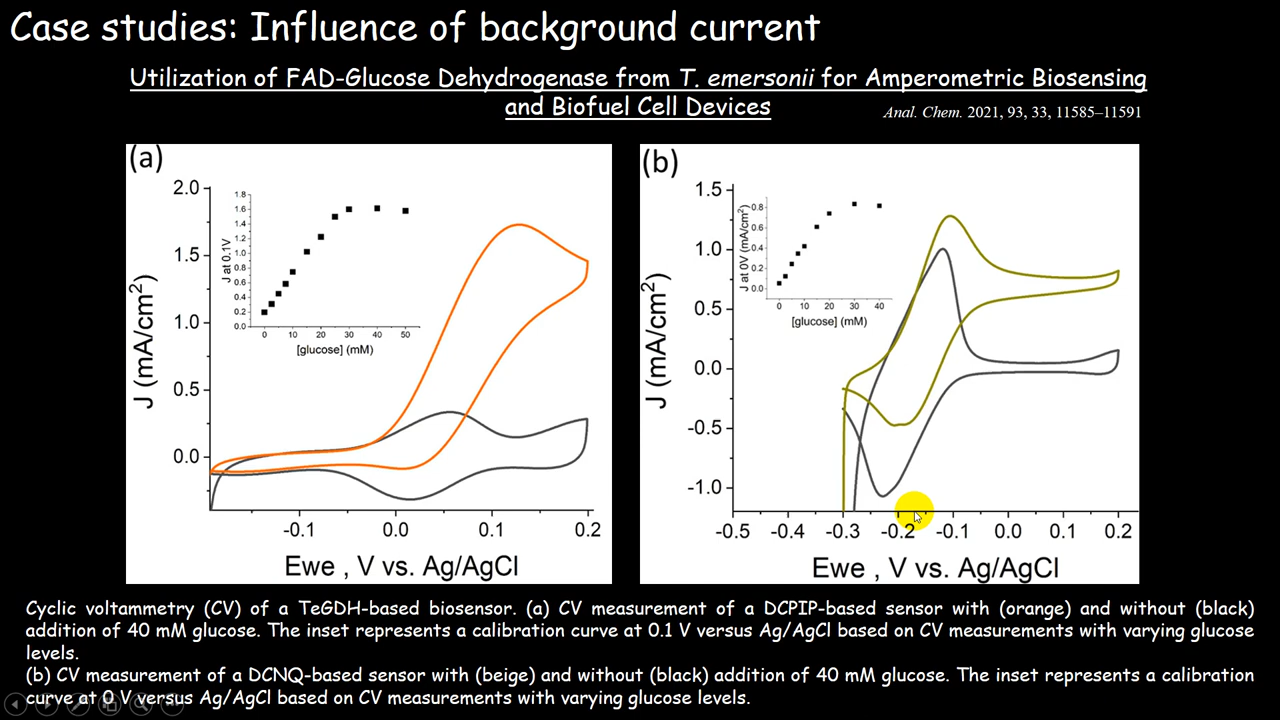 Case studies: Influence of background current
Utilization of FAD-Glucose Dehydrogenase from T. emersonii for Amperometric Biosensing
and Biofuel Cell Devices
Anal. Chem. 2021, 93, 33, 11585–11591
(a)
2.0
1.5
1.0
0.5
0.0
J (mA/cm²)
-0.1
0.0
0.1
0.2
Ewe , V vs. Ag/AgCl
1.8
1.6
1.4
1.2
1.0
0.8
0.6
0.4
0.2
0.0
J at 0.1V
0
10
20
30
40
50
[glucose] (mM)
(b)
1.5
1.0
0.5
0.0
-0.5
-1.0
J (mA/cm²)
-0.5
-0.4
-0.3
-0.2
-0.1
0.0
0.1
0.2
Ewe , V vs. Ag/AgCl
0.8
0.6
0.4
0.2
0.0
J at 0V (mA/cm²)
0
10
20
30
40
[glucose] (mM)
Cyclic voltammetry (CV) of a TeGDH-based biosensor. (a) CV measurement of a DCPIP-based sensor with (orange) and without (black)
addition of 40 mM glucose. The inset represents a calibration curve at 0.1 V versus Ag/AgCl based on CV measurements with varying glucose
levels.
(b) CV measurement of a DCNQ-based sensor with (beige) and without (black) addition of 40 mM glucose. The inset represents a calibration
curve at 0 V versus Ag/AgCl based on CV measurements with varying glucose levels.